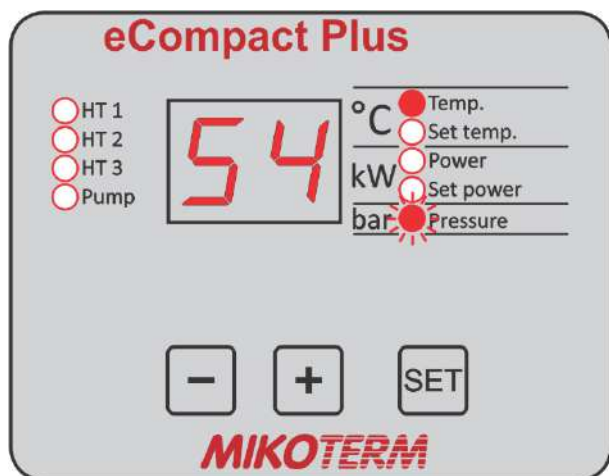 eCompact Plus
HT 1
HT 2
HT 3
Pump
54
°C
Temp.
Set temp.
kW
Power
Set power
bar
Pressure
-
+
SET
MIKOTERM